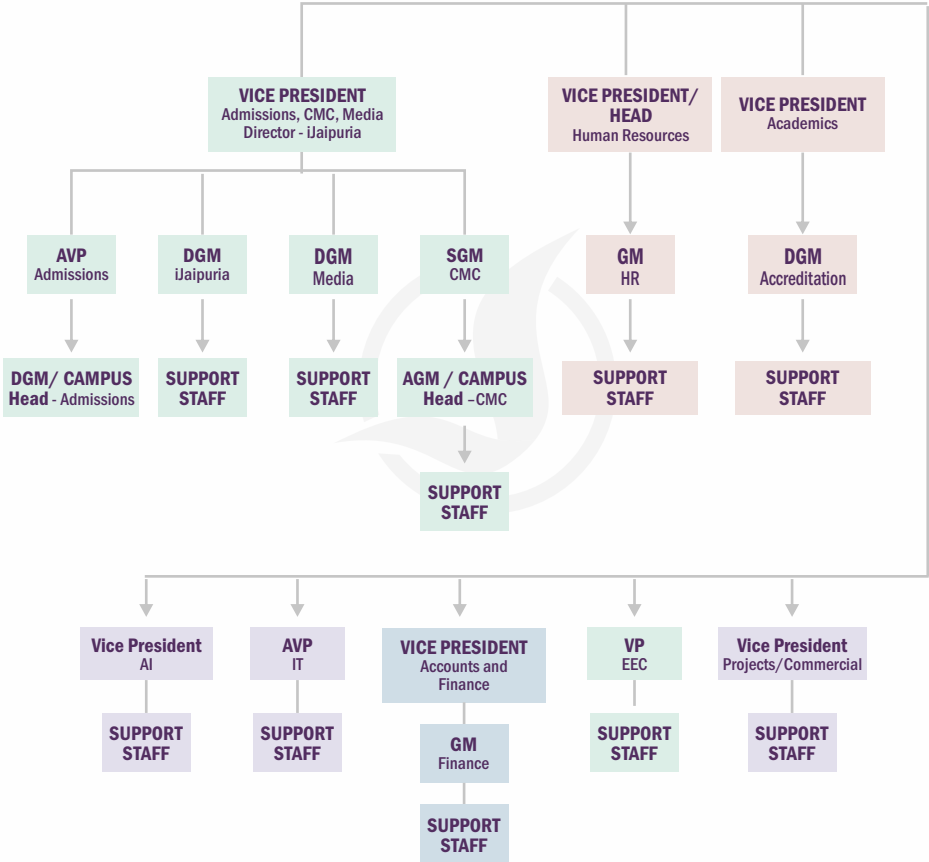 VICE PRESIDENT
Admissions, CMC, Media
Director - iJaipuria
VICE PRESIDENT/
HEAD
Human Resources
VICE PRESIDENT
Academics
AVP
Admissions
DGM
iJaipuria
DGM
Media
SGM
CMC
GM
HR
DGM
Accreditation
DGM/ CAMPUS
Head - Admissions
SUPPORT
STAFF
SUPPORT
STAFF
AGM / CAMPUS
Head –CMC
SUPPORT
STAFF
SUPPORT
STAFF
SUPPORT
STAFF
Vice President
AI
AVP
IT
VICE PRESIDENT
Accounts and
Finance
VP
EEC
Vice President
Projects/Commercial
SUPPORT
STAFF
SUPPORT
STAFF
GM
Finance
SUPPORT
STAFF
SUPPORT
STAFF
SUPPORT
STAFF